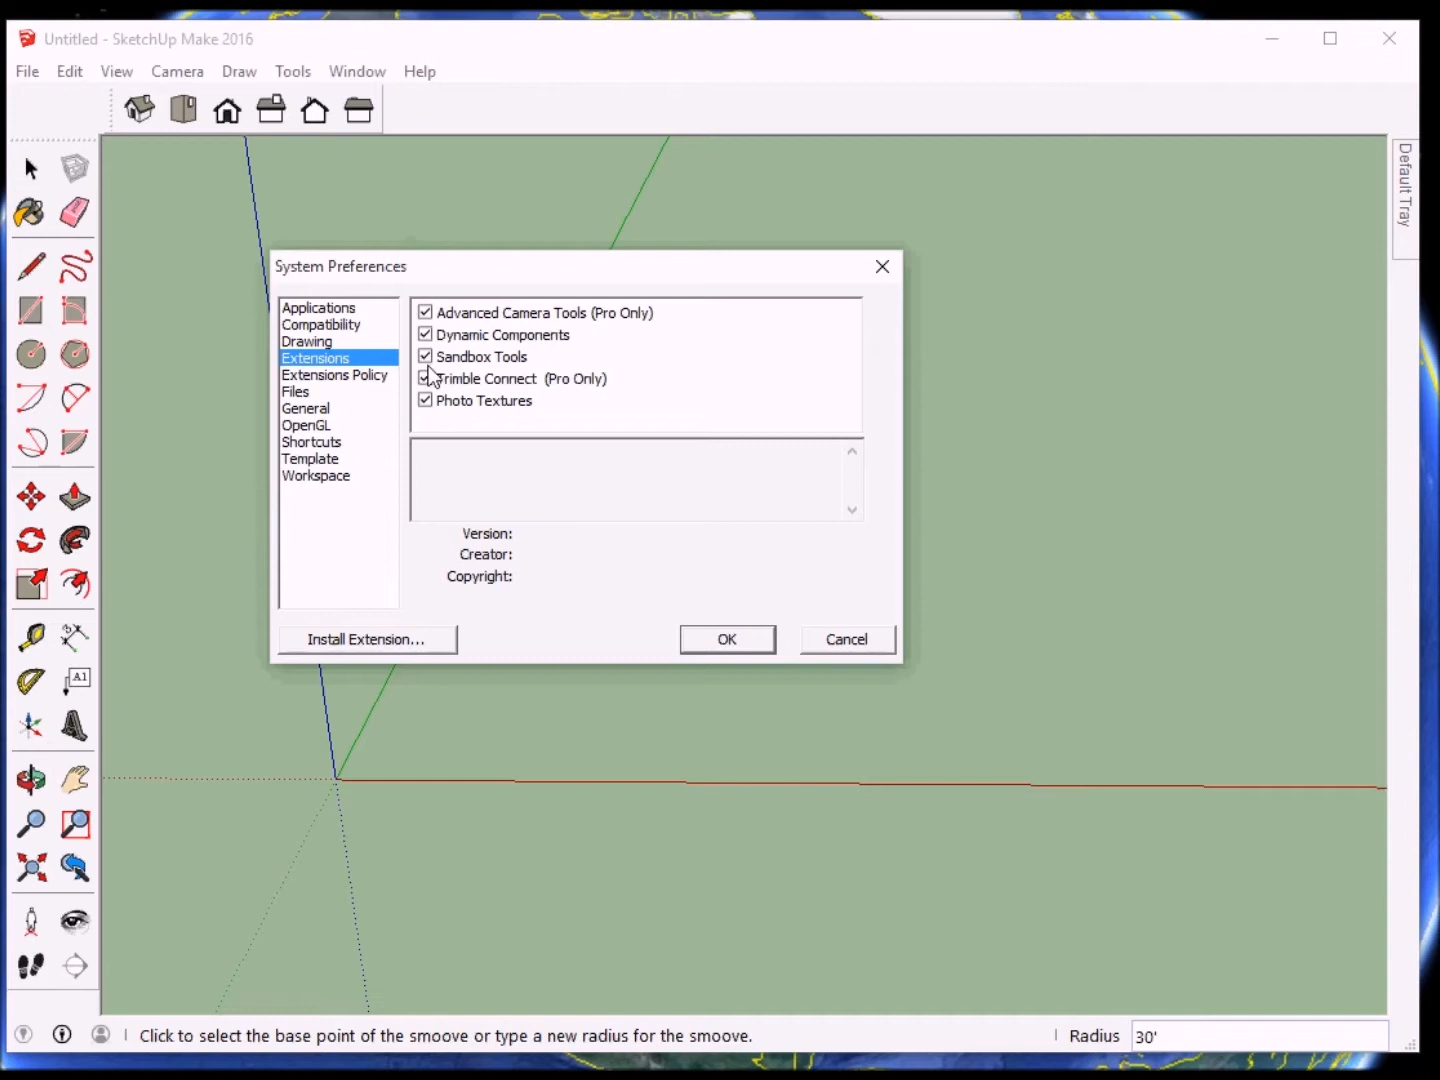 Untitled - SketchUp Make 2016
File Edit View Camera Draw Tools Window Help
Default Tray
System Preferences
Applications
Compatibility
Drawing
Extensions
Extensions Policy
Files
General
OpenGL
Shortcuts
Template
Workspace
Advanced Camera Tools (Pro Only)
Dynamic Components
Sandbox Tools
Trimble Connect (Pro Only)
Photo Textures
Version:
Creator:
Copyright:
Install Extension...
OK
Cancel
A1
Click to select the base point of the smoove or type a new radius for the smoove.
Radius 30'